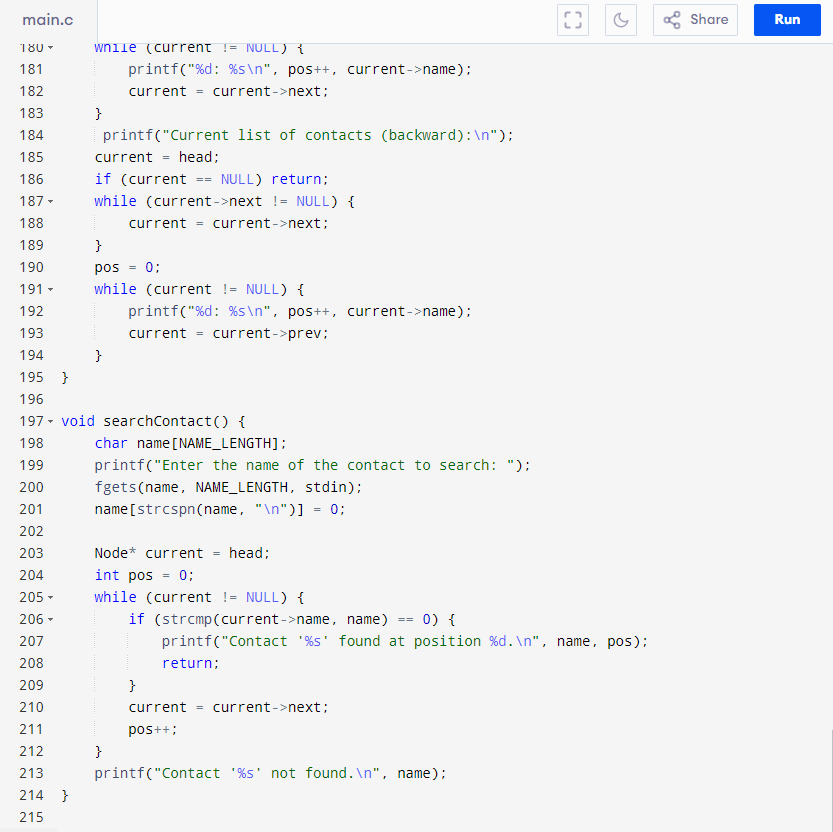 main.c
Share
Run
180 while (current != NULL) {
181 printf("%d: %s\n", pos++, current->name);
182 current = current->next;
183 }
184 printf("Current list of contacts (backward):\n");
185 current = head;
186 if (current == NULL) return;
187 while (current->next != NULL) {
188 current = current->next;
189 }
190 pos = 0;
191 while (current != NULL) {
192 printf("%d: %s\n", pos++, current->name);
193 current = current->prev;
194 }
195 }
196
197 void searchContact() {
198 char name[NAME_LENGTH];
199 printf("Enter the name of the contact to search: ");
200 fgets(name, NAME_LENGTH, stdin);
201 name[strcspn(name, "\n")] = 0;
202
203 Node* current = head;
204 int pos = 0;
205 while (current != NULL) {
206 if (strcmp(current->name, name) == 0) {
207 printf("Contact '%s' found at position %d.\n", name, pos);
208 return;
209 }
210 current = current->next;
211 pos++;
212 }
213 printf("Contact '%s' not found.\n", name);
214 }
215